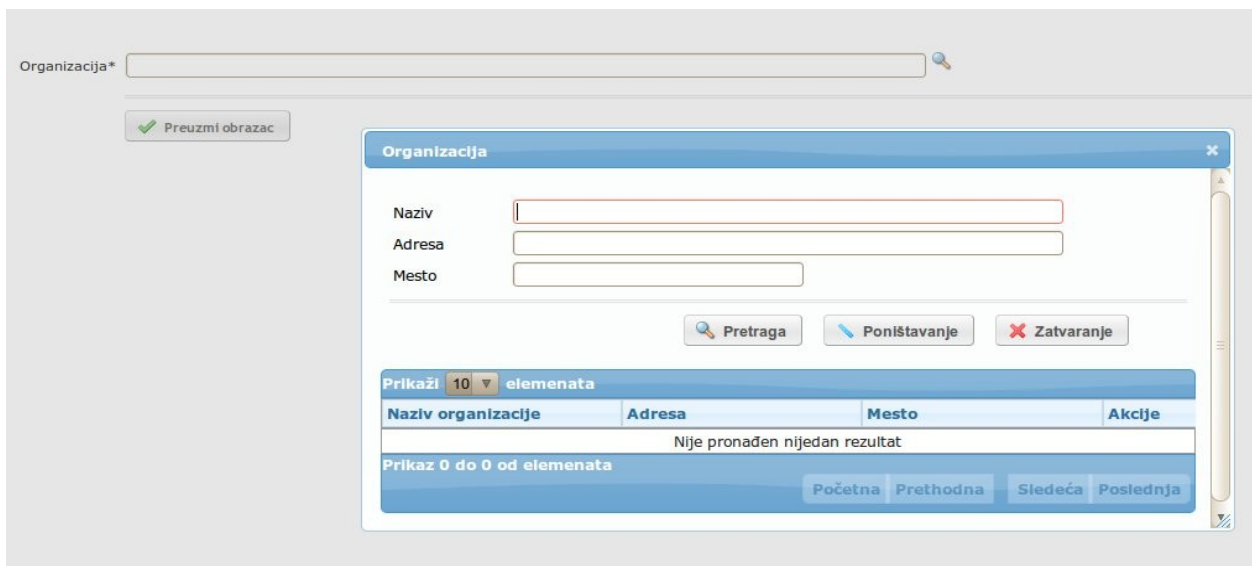 Organizacija*
Preuzmi obrazac
Organizacija
Naziv
Adresa
Mesto
Pretraga Poništavanje Zatvaranje
Prikaži 10 elemenata
Naziv organizacije Adresa Mesto Akcije
Nije pronađen nijedan rezultat
Prikaz 0 do 0 od elemenata
Početna Prethodna Sledeća Poslednja